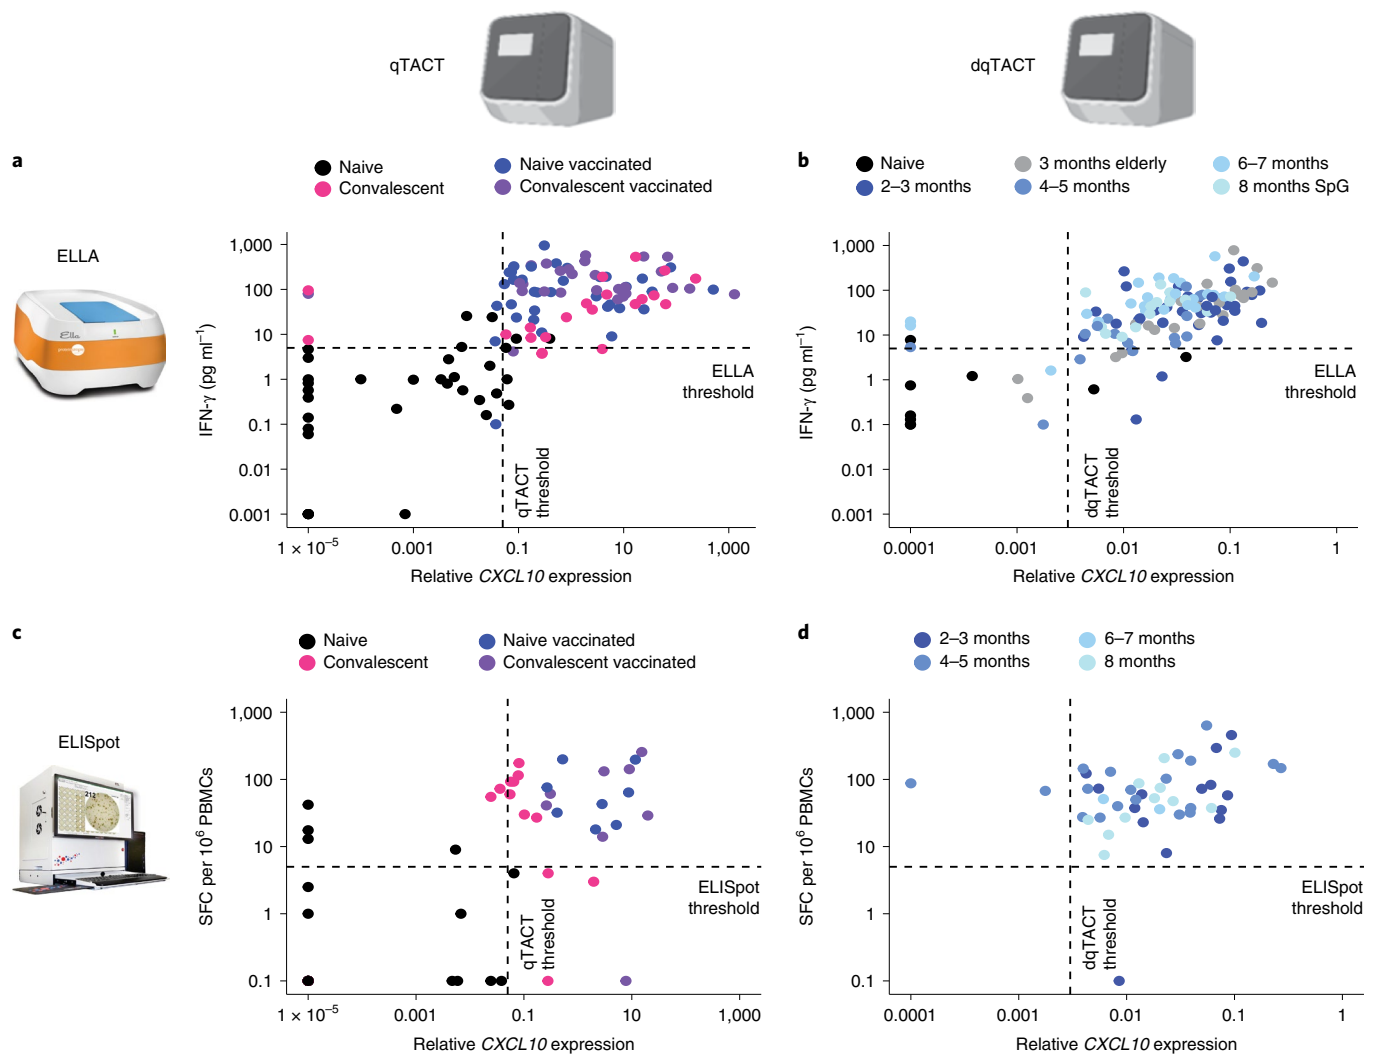 qTACT
dqTACT
a
Naive
Convalescent
Naive vaccinated
Convalescent vaccinated
b
Naive
2–3 months
3 months elderly
4–5 months
6–7 months
8 months SpG
ELLA
Ella
IFN-γ (pg ml⁻¹)
1,000
100
10
1
0.1
0.01
0.001
ELLA
threshold
qTACT
threshold
1 × 10⁻⁵
0.001
0.1
10
1,000
Relative CXCL10 expression
IFN-γ (pg ml⁻¹)
1,000
100
10
1
0.1
0.01
0.001
ELLA
threshold
dqTACT
threshold
0.0001
0.001
0.01
0.1
1
Relative CXCL10 expression
c
Naive
Convalescent
Naive vaccinated
Convalescent vaccinated
d
2–3 months
4–5 months
6–7 months
8 months
ELISpot
212
SFC per 10⁶ PBMCs
1,000
100
10
1
0.1
ELISpot
threshold
qTACT
threshold
1 × 10⁻⁵
0.001
0.1
10
1,000
Relative CXCL10 expression
SFC per 10⁶ PBMCs
1,000
100
10
1
0.1
ELISpot
threshold
dqTACT
threshold
0.0001
0.001
0.01
0.1
1
Relative CXCL10 expression